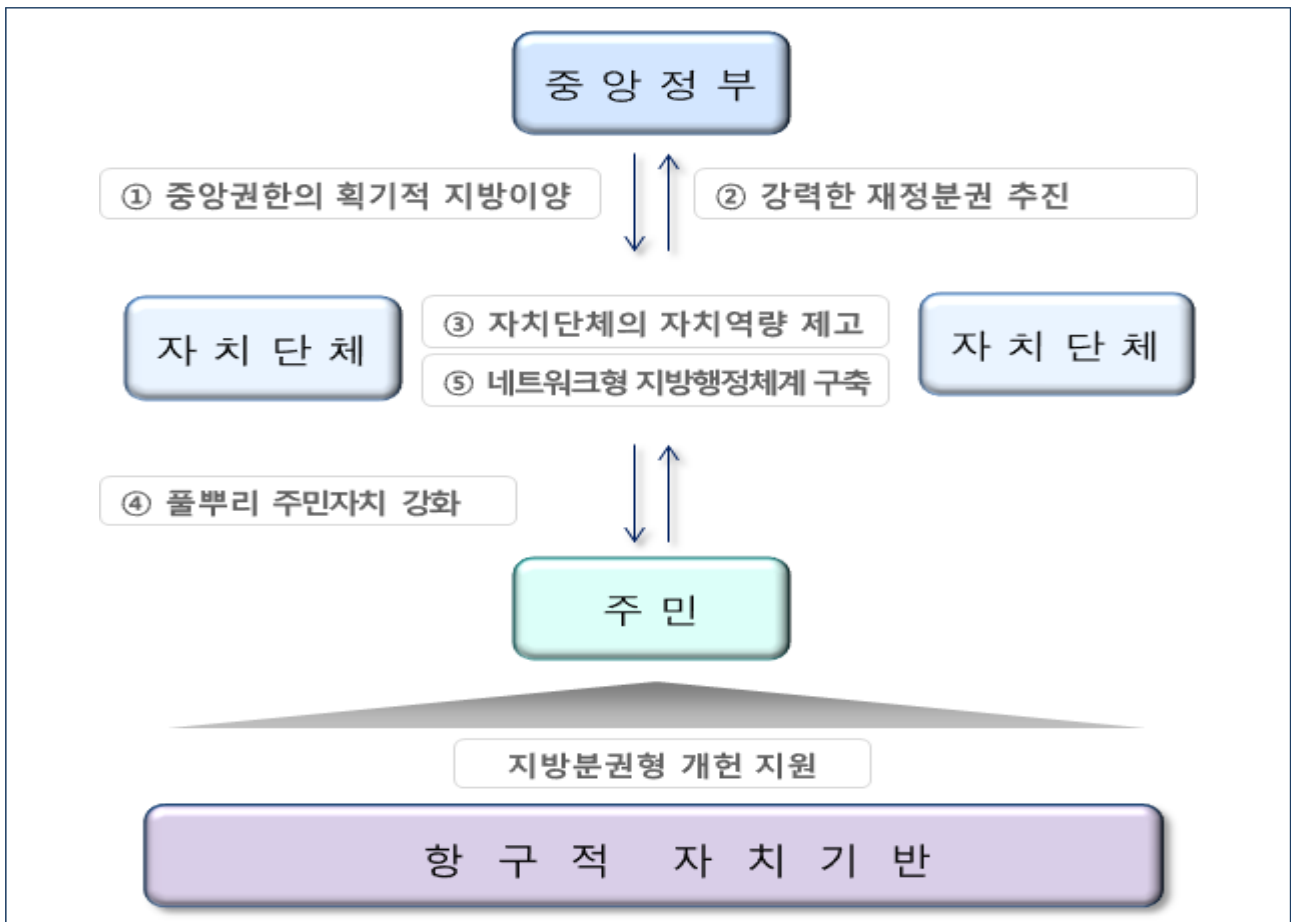 중앙정부
① 중앙권한의 획기적 지방이양
② 강력한 재정분권 추진
자치단체
③ 자치단체의 자치역량 제고
⑤ 네트워크형 지방행정체계 구축
자치단체
④ 풀뿌리 주민자치 강화
주민
지방분권형 개헌 지원
항구적 자치기반